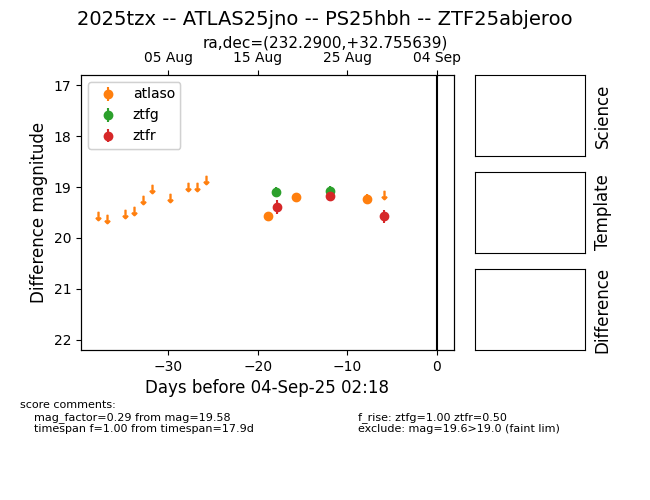 2025tzx -- ATLAS25jno -- PS25hbh -- ZTF25abjeroo
ra,dec=(232.2900,+32.755639)
05 Aug 15 Aug 25 Aug 04 Sep
atlaso
ztfg
ztfr
Difference magnitude
17
18
19
20
21
22
−30 −20 −10 0
Days before 04-Sep-25 02:18
Science
Template
Difference
score comments:
mag_factor=0.29 from mag=19.58
timespan f=1.00 from timespan=17.9d
f_rise: ztfg=1.00 ztfr=0.50
exclude: mag=19.6>19.0 (faint lim)